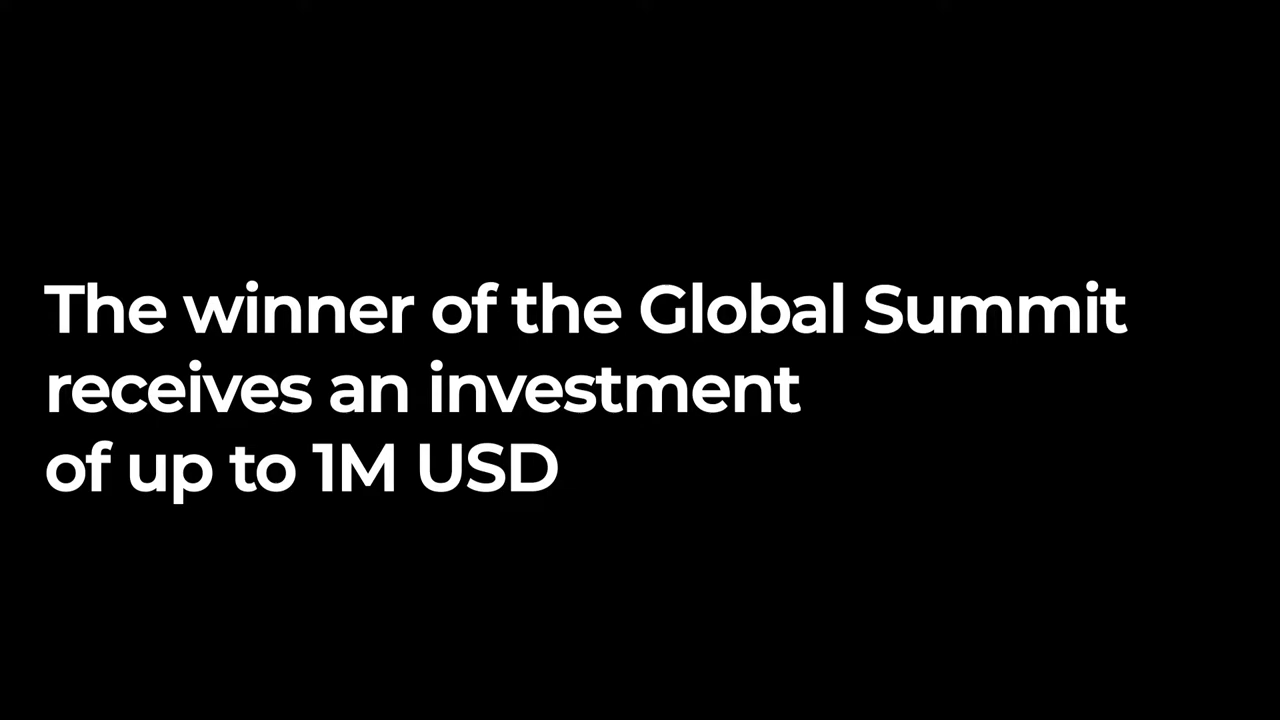 The winner of the Global Summit
receives an investment
of up to 1M USD